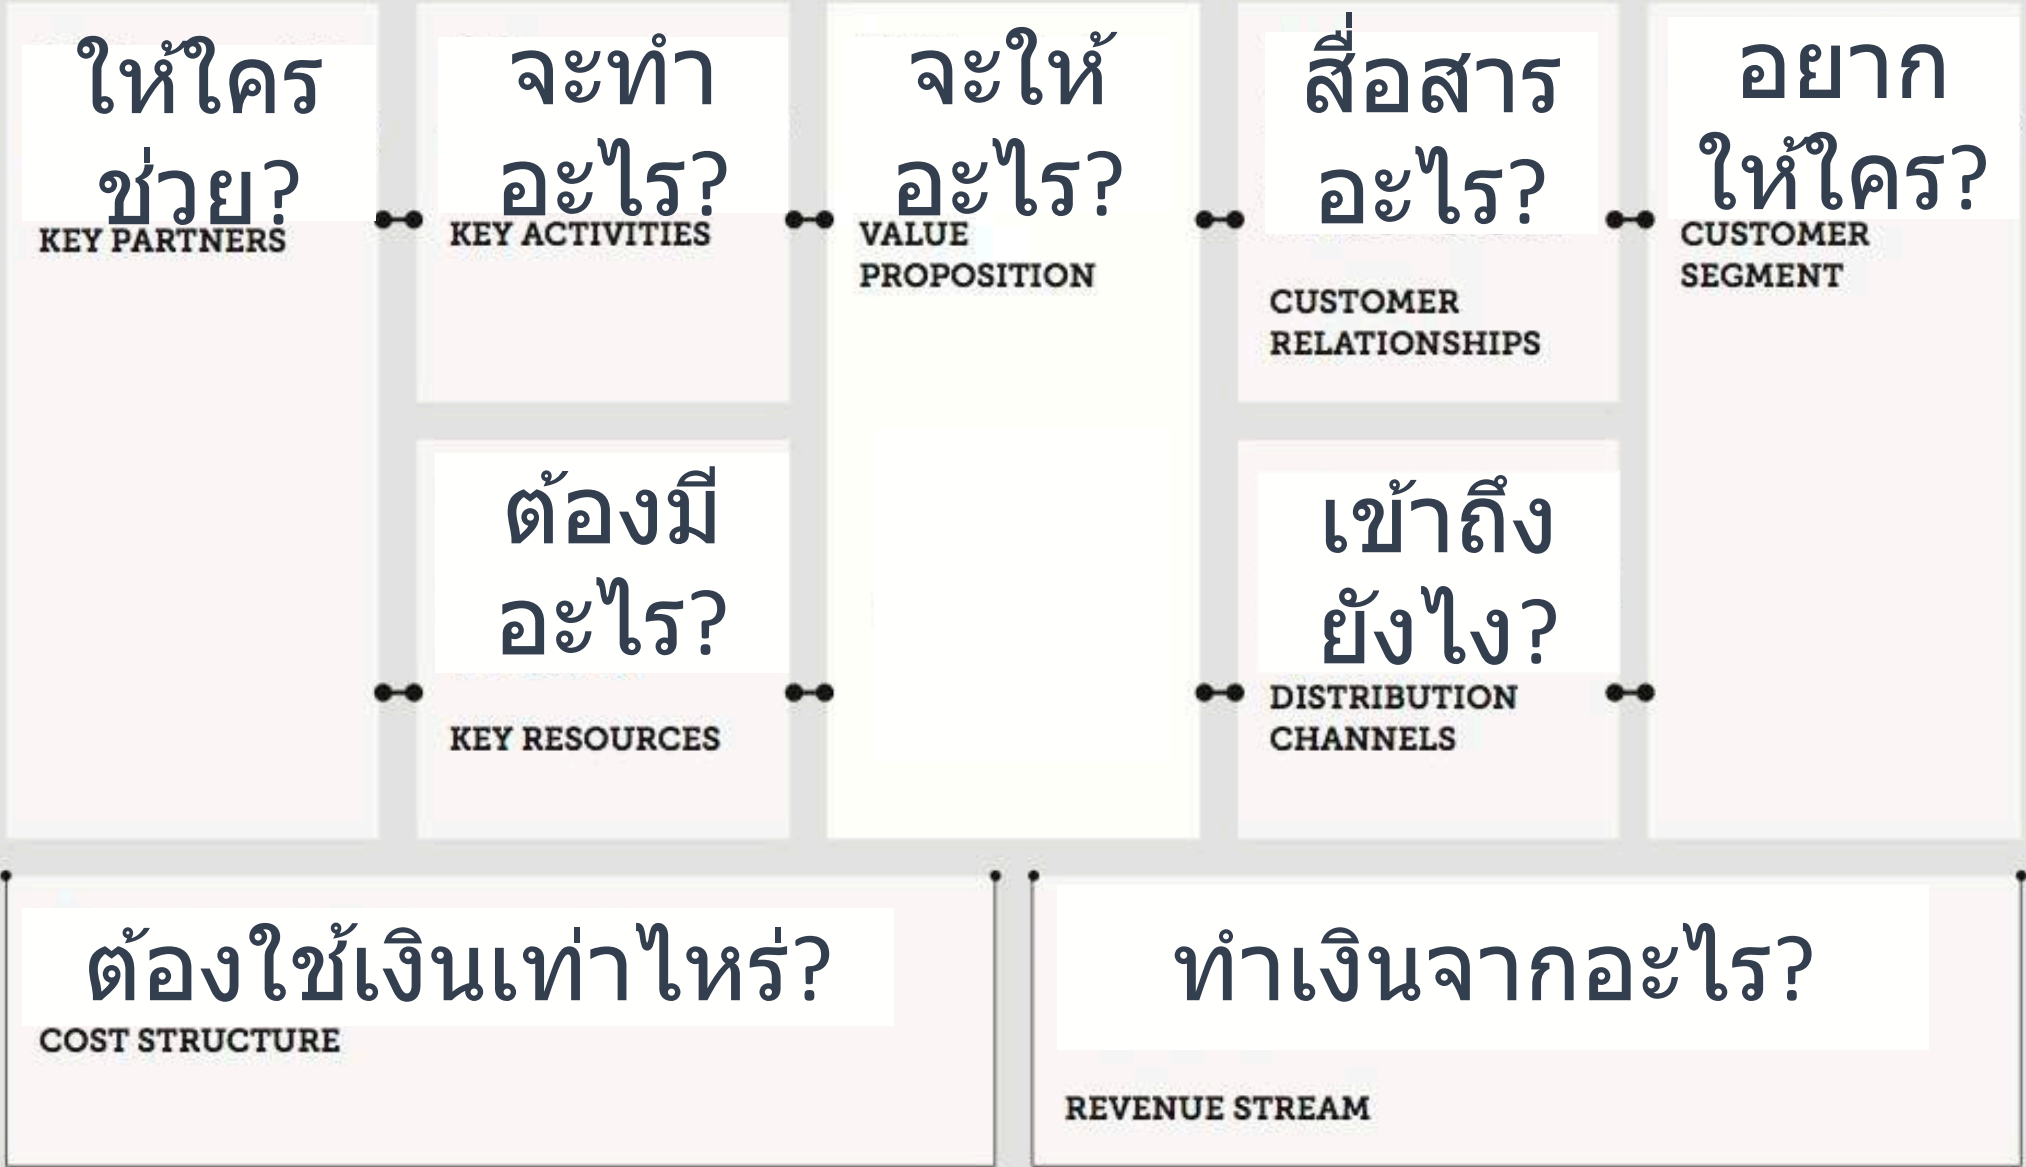 ให้ใคร
ช่วย?
KEY PARTNERS
จะทำ
อะไร?
KEY ACTIVITIES
ต้องมี
อะไร?
KEY RESOURCES
จะให้
อะไร?
VALUE
PROPOSITION
สื่อสาร
อะไร?
CUSTOMER
RELATIONSHIPS
เข้าถึง
ยังไง?
DISTRIBUTION
CHANNELS
อยาก
ให้ใคร?
CUSTOMER
SEGMENT
ต้องใช้เงินเท่าไหร่?
COST STRUCTURE
ทำเงินจากอะไร?
REVENUE STREAM